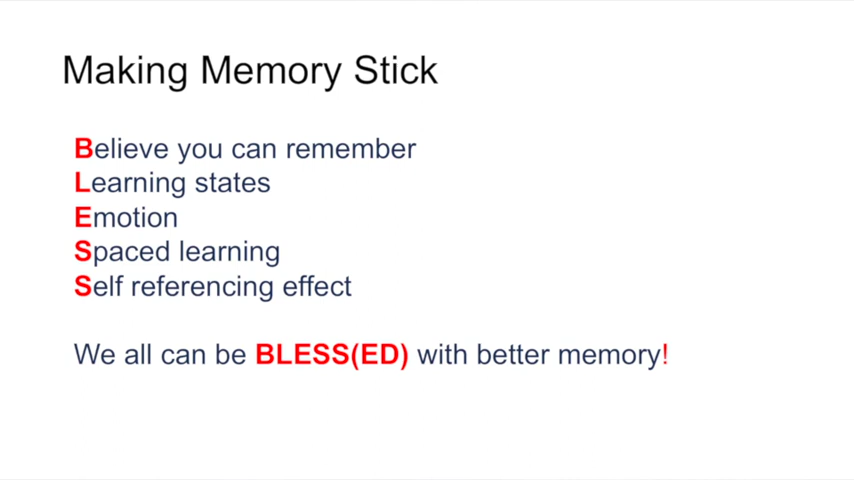 Making Memory Stick
Believe you can remember
Learning states
Emotion
Spaced learning
Self referencing effect
We all can be BLESS(ED) with better memory!